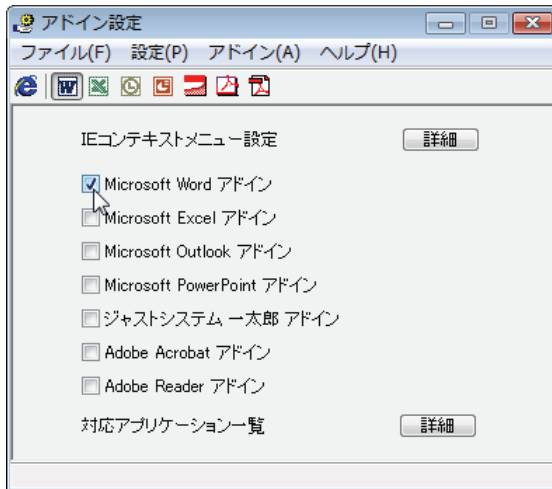 アドイン設定
ファイル(F) 設定(P) アドイン(A) ヘルプ(H)
IEコンテキストメニュー設定 詳細
Microsoft Word アドイン
Microsoft Excel アドイン
Microsoft Outlook アドイン
Microsoft PowerPoint アドイン
ジャストシステム 一太郎 アドイン
Adobe Acrobat アドイン
Adobe Reader アドイン
対応アプリケーション一覧 詳細